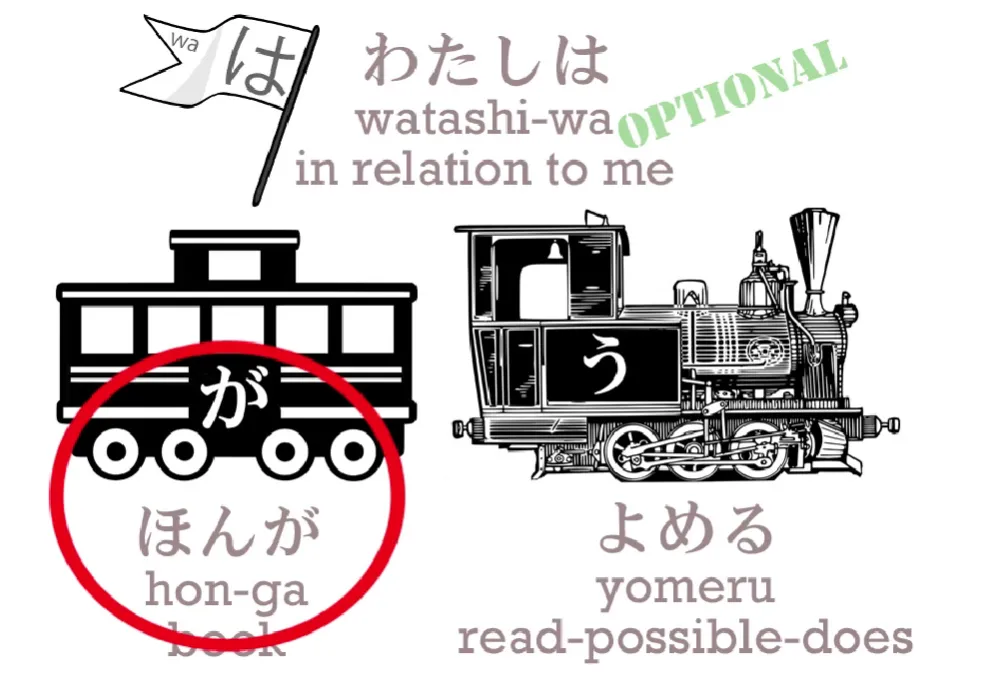 wa
は
わたしは
watashi-wa
OPTIONAL
in relation to me
が
う
ほんが
hon-ga
book
よめる
yomeru
read-possible-does